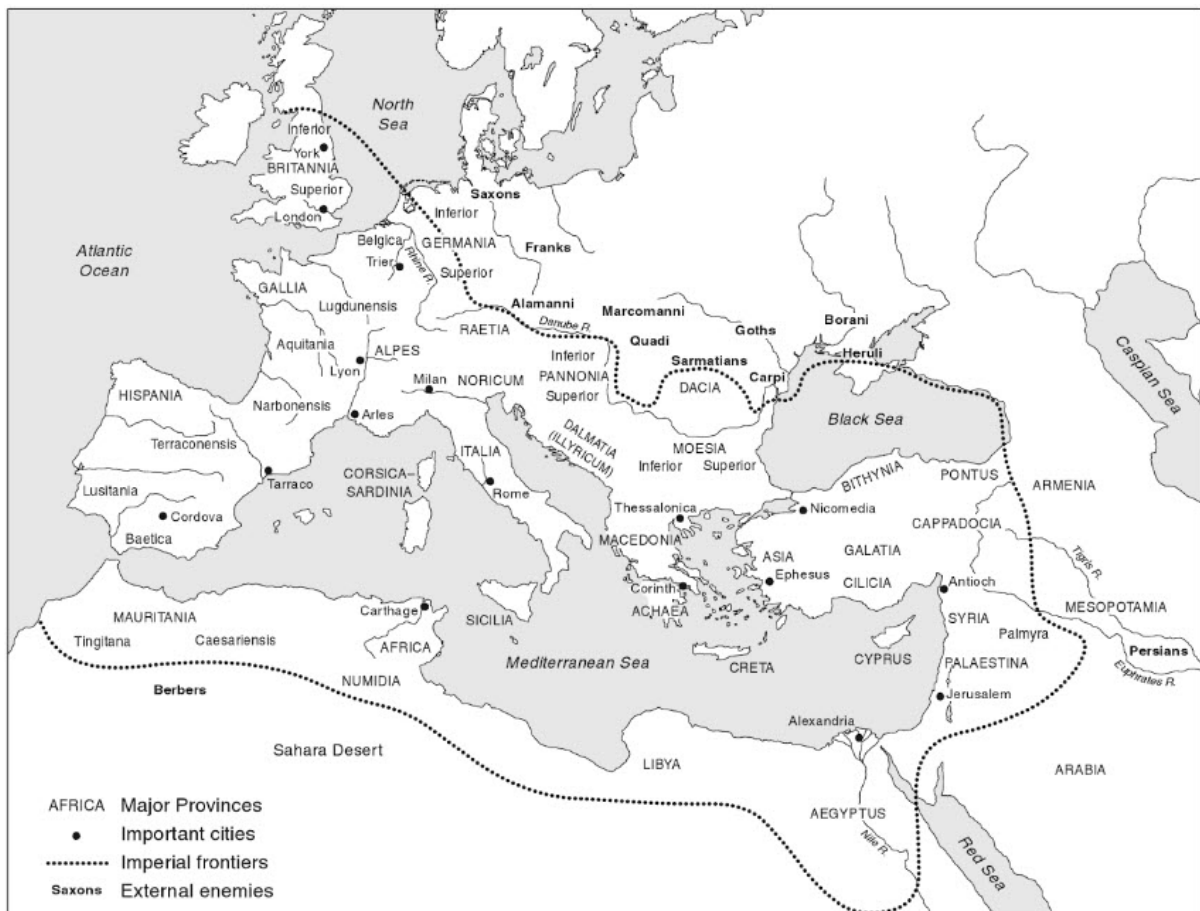 North
Sea
Inferior
York
BRITANNIA
Superior
London
Saxons
Inferior
Atlantic
Ocean
Belgica
Trier
Rhine R.
GERMANIA
Superior
Franks
GALLIA
Lugdunensis
Alamanni
Danube R.
Marcomanni
Quadi
Goths
Borani
Heruli
Caspian Sea
RAETIA
Aquitania
Lyon
ALPES
Inferior
PANNONIA
Superior
Sarmatians
DACIA
Carpi
Milan
NORICUM
HISPANIA
Narbonensis
Arles
Black Sea
Terraconensis
Tarraco
ITALIA
DALMATIA
(ILLYRICUM)
MOESIA
Inferior
Superior
BITHYNIA
PONTUS
ARMENIA
CORSICA–
SARDINIA
Rome
Lusitania
Cordova
Baetica
Thessalonica
MACEDONIA
Nicomedia
CAPPADOCIA
Tigris R.
ASIA
GALATIA
Ephesus
CILICIA
Antioch
Corinth
ACHAEA
MESOPOTAMIA
MAURITANIA
Tingitana
Caesariensis
Carthage
AFRICA
SICILIA
SYRIA
Palmyra
Persians
Euphrates R.
Mediterranean Sea
CRETA
CYPRUS
PALAESTINA
Jerusalem
Berbers
NUMIDIA
Alexandria
Sahara Desert
LIBYA
ARABIA
AEGYPTUS
Nile R.
Red Sea
AFRICA Major Provinces
Important cities
Imperial frontiers
Saxons External enemies